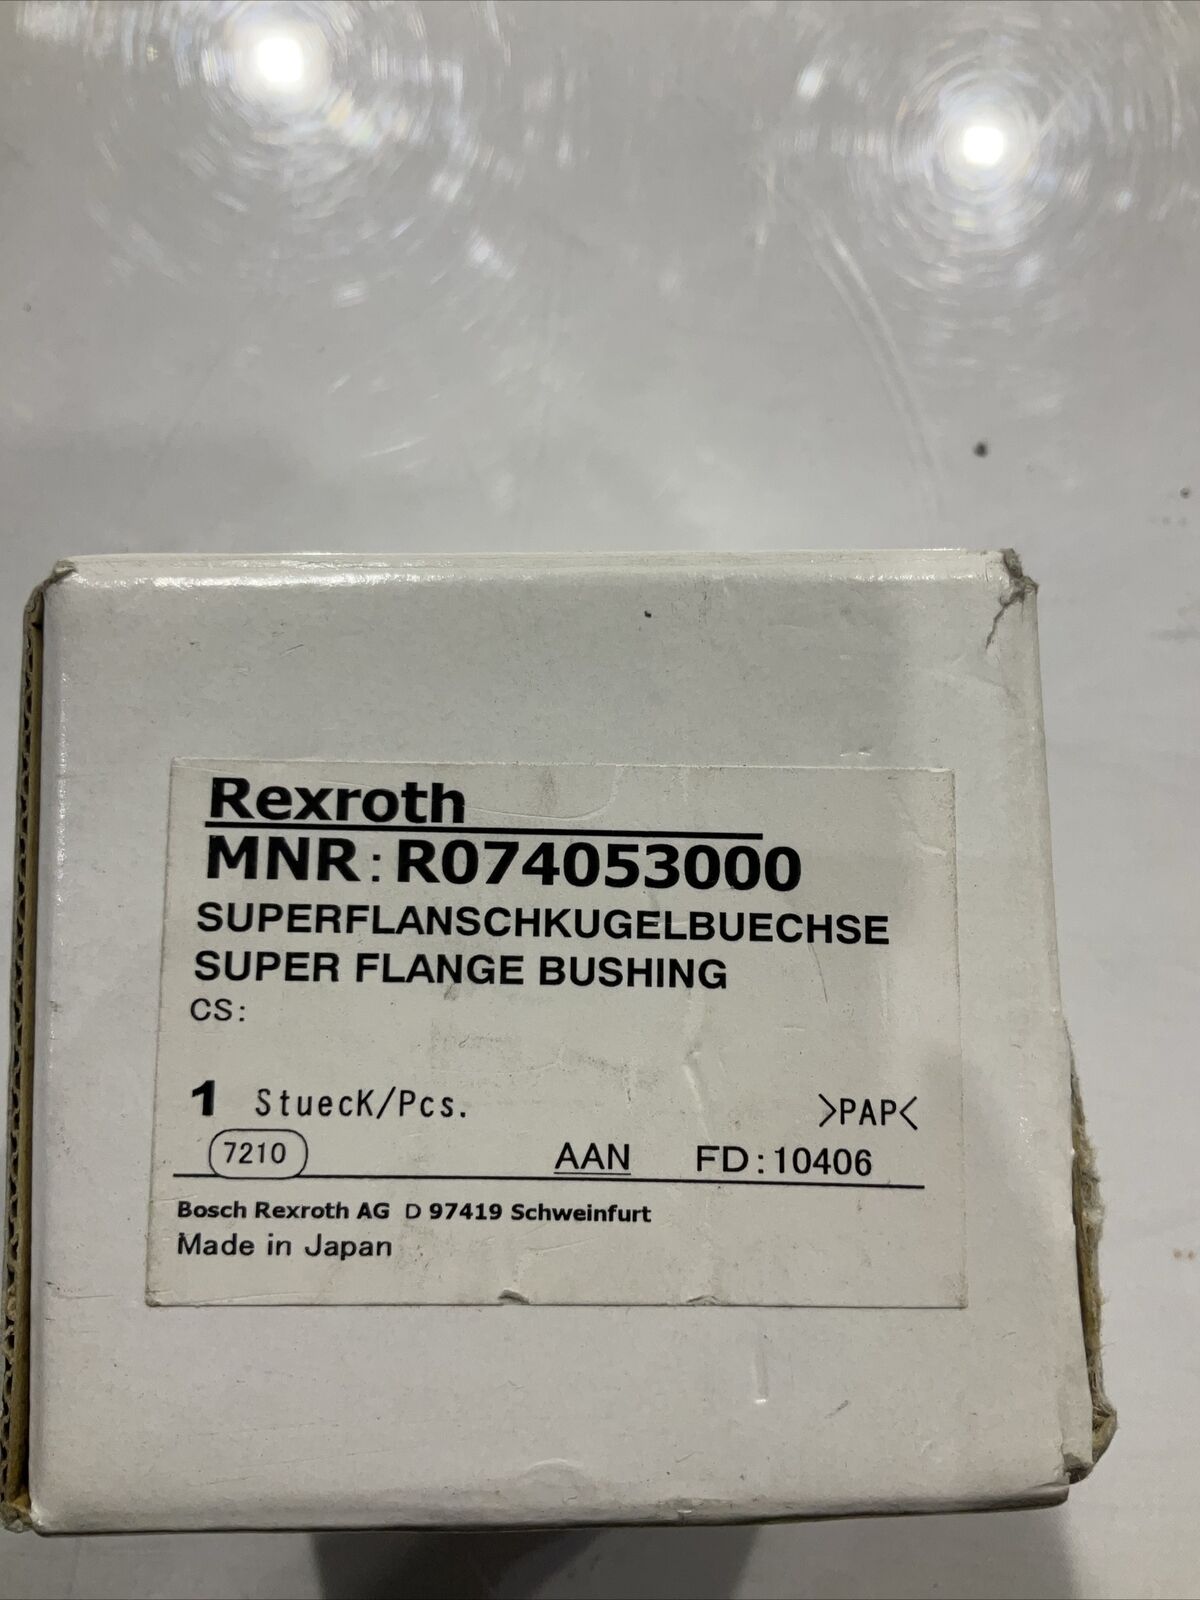 Rexroth
MNR:R074053000
SUPERFLANSCHKUGELBUECHSE
SUPER FLANGE BUSHING
CS:
1 StuecK/Pcs. >PAP<
7210 AAN FD:10406
Bosch Rexroth AG D 97419 Schweinfurt
Made in Japan